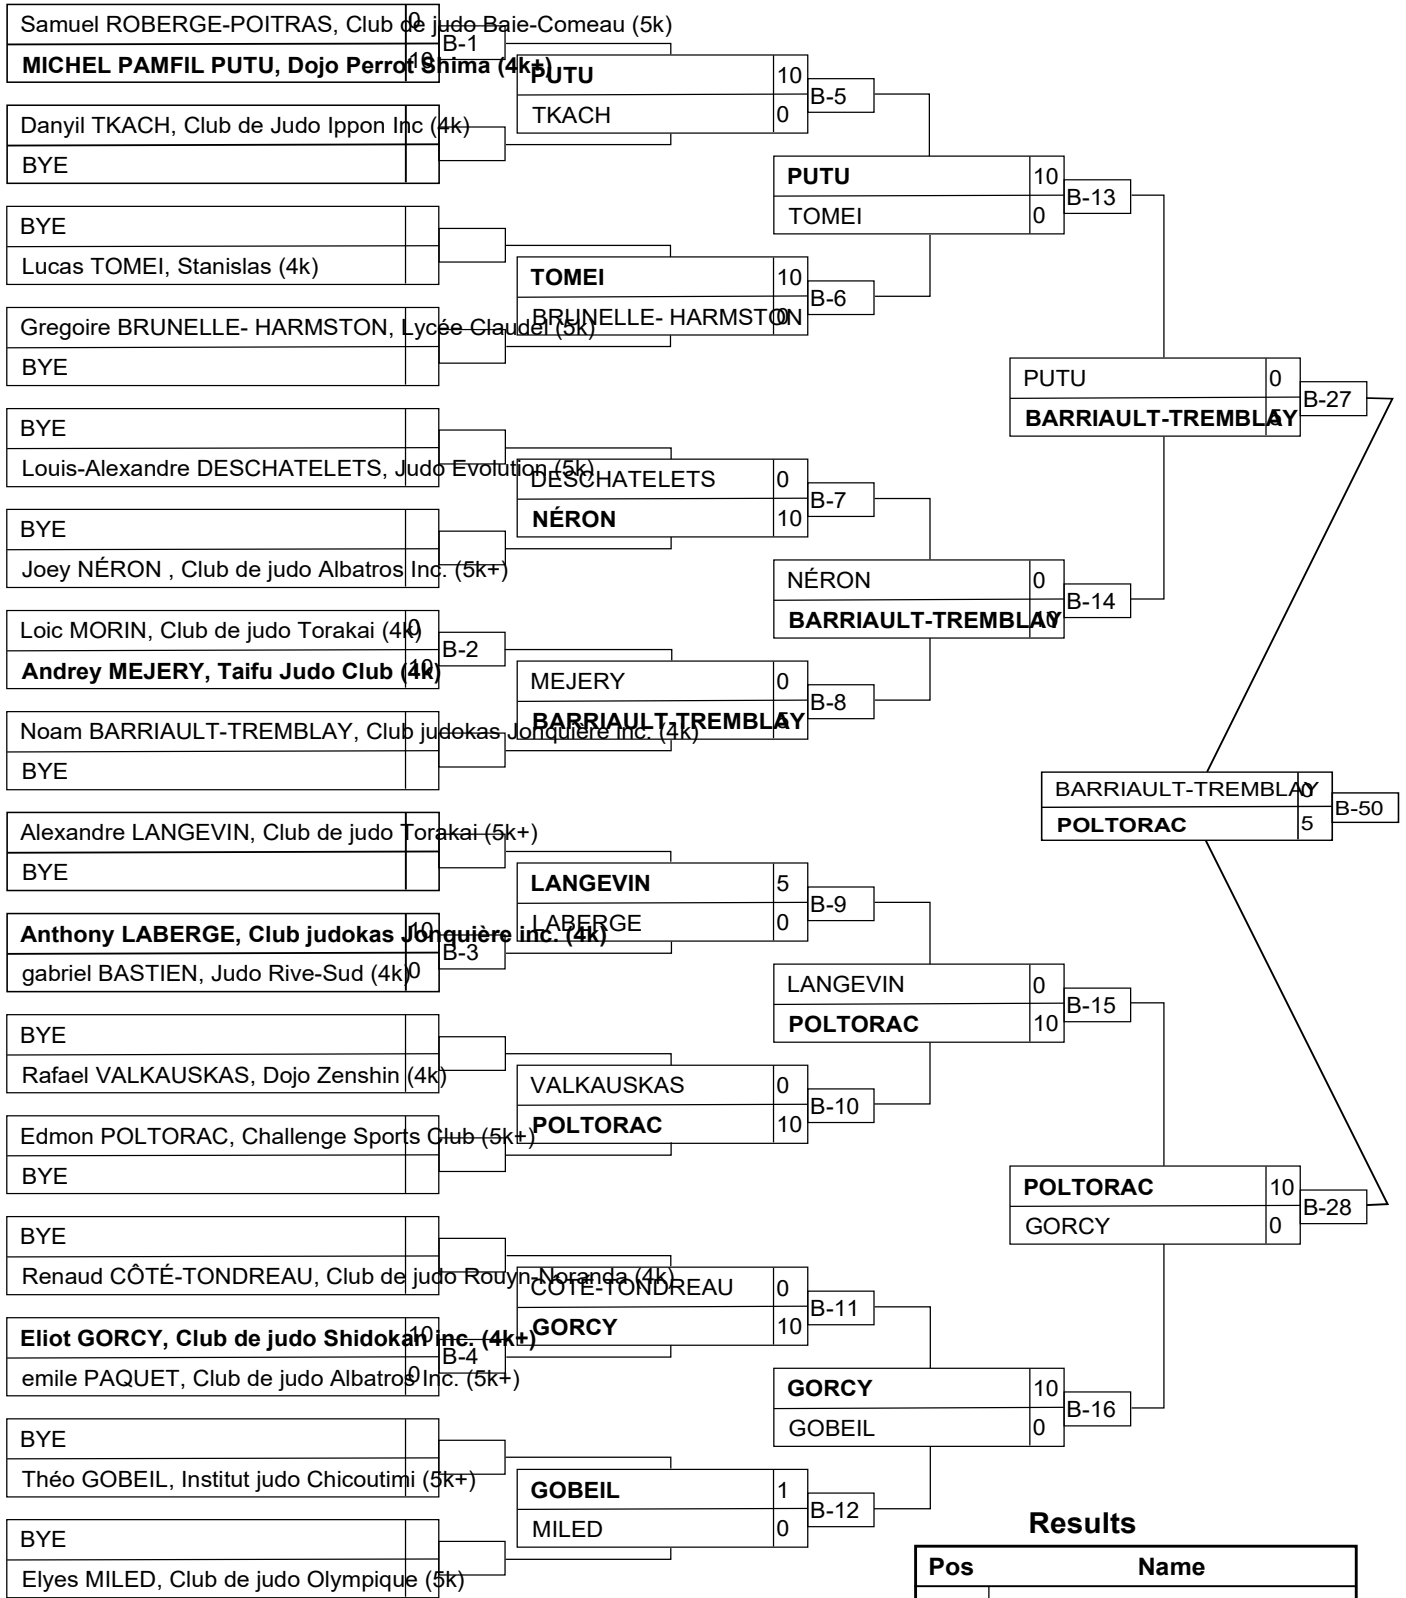 Samuel ROBERGE-POITRAS, Club de judo Baie-Comeau (5k) 0
MICHEL PAMFIL PUTU, Dojo Perrot Shima (4k+) 10
B-1
Danyil TKACH, Club de Judo Ippon Inc (4k)
BYE
BYE
Lucas TOMEI, Stanislas (4k)
Gregoire BRUNELLE- HARMSTON, Lycée Claudel (5k)
BYE
BYE
Louis-Alexandre DESCHATELETS, Judo Evolution (5k)
BYE
Joey NÉRON , Club de judo Albatros Inc. (5k+)
Loic MORIN, Club de judo Torakai (4k) 0
Andrey MEJERY, Taifu Judo Club (4k) 10
B-2
Noam BARRIAULT-TREMBLAY, Club judokas Jonquière inc. (4k)
BYE
Alexandre LANGEVIN, Club de judo Torakai (5k+)
BYE
Anthony LABERGE, Club judokas Jonquière inc. (4k) 10
gabriel BASTIEN, Judo Rive-Sud (4k) 0
B-3
BYE
Rafael VALKAUSKAS, Dojo Zenshin (4k)
Edmon POLTORAC, Challenge Sports Club (5k+)
BYE
BYE
Renaud CÔTÉ-TONDREAU, Club de judo Rouyn-Noranda (4k)
Eliot GORCY, Club de judo Shidokan inc. (4k+) 10
emile PAQUET, Club de judo Albatros Inc. (5k+) 0
B-4
BYE
Théo GOBEIL, Institut judo Chicoutimi (5k+)
BYE
Elyes MILED, Club de judo Olympique (5k)
PUTU 10
TKACH 0
B-5
TOMEI 10
BRUNELLE- HARMSTON 0
B-6
DESCHATELETS 0
NÉRON 10
B-7
MEJERY 0
BARRIAULT-TREMBLAY 5
B-8
LANGEVIN 5
LABERGE 0
B-9
VALKAUSKAS 0
POLTORAC 10
B-10
CÔTÉ-TONDREAU 0
GORCY 10
B-11
GOBEIL 1
MILED 0
B-12
PUTU 10
TOMEI 0
B-13
NÉRON 0
BARRIAULT-TREMBLAY 10
B-14
LANGEVIN 0
POLTORAC 10
B-15
GORCY 10
GOBEIL 0
B-16
PUTU 0
BARRIAULT-TREMBLAY 5
B-27
POLTORAC 10
GORCY 0
B-28
BARRIAULT-TREMBLAY 0
POLTORAC 5
B-50
Results
Pos Name